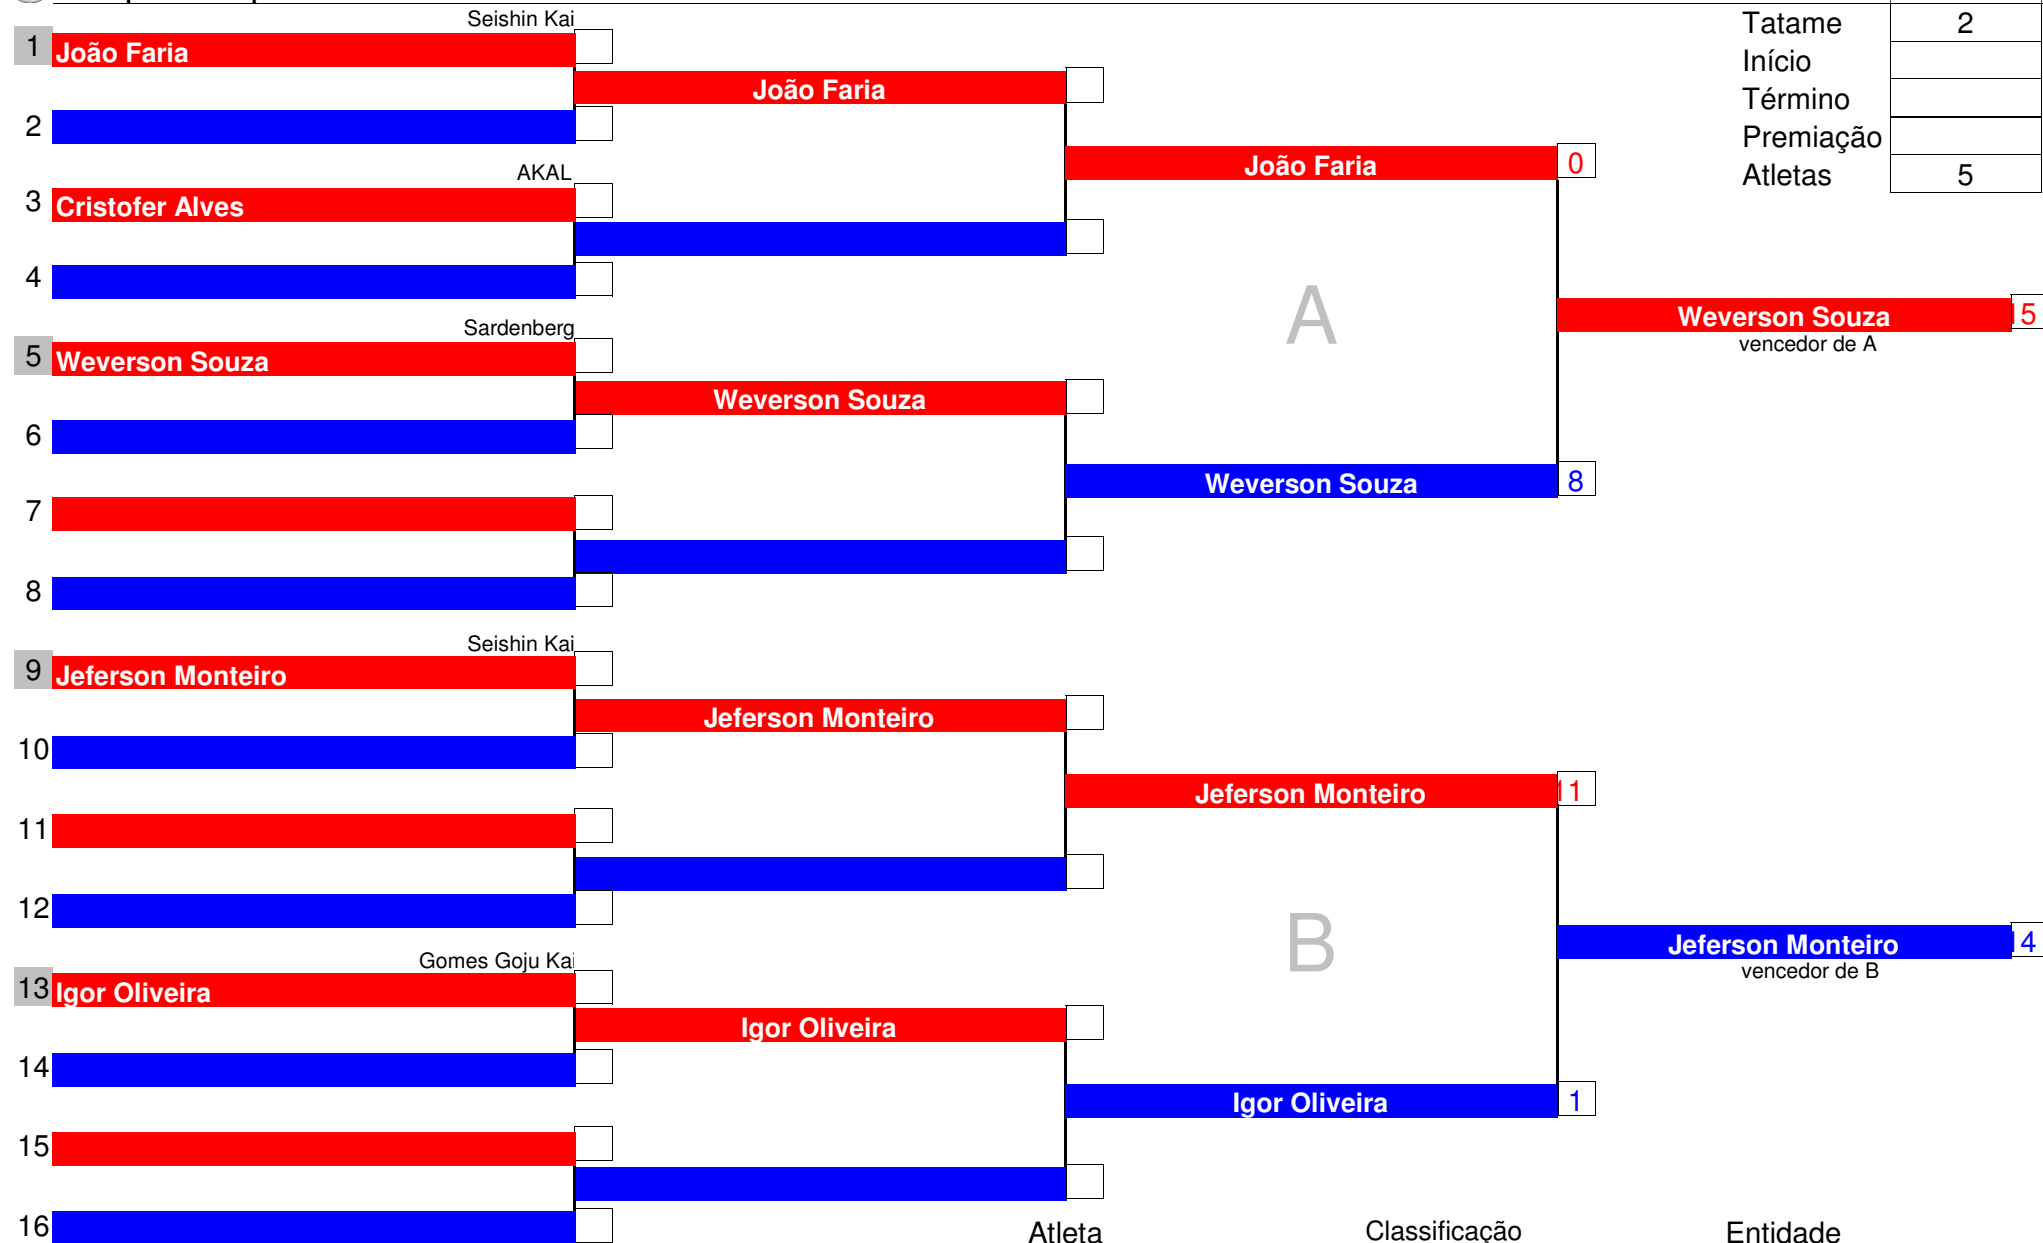 Seishin Kai
1 João Faria
João Faria
2
AKAL
3 Cristofer Alves
4
Sardenberg
5 Weverson Souza
Weverson Souza
6
7
8
Seishin Kai
9 Jeferson Monteiro
Jeferson Monteiro
10
11
12
Gomes Goju Kai
13 Igor Oliveira
Igor Oliveira
14
15
16
João Faria 0
A
Weverson Souza 8
Jeferson Monteiro 11
B
Igor Oliveira 1
Tatame 2
Início
Término
Premiação
Atletas 5
Weverson Souza 5
vencedor de A
Jeferson Monteiro 4
vencedor de B
Atleta Classificação Entidade